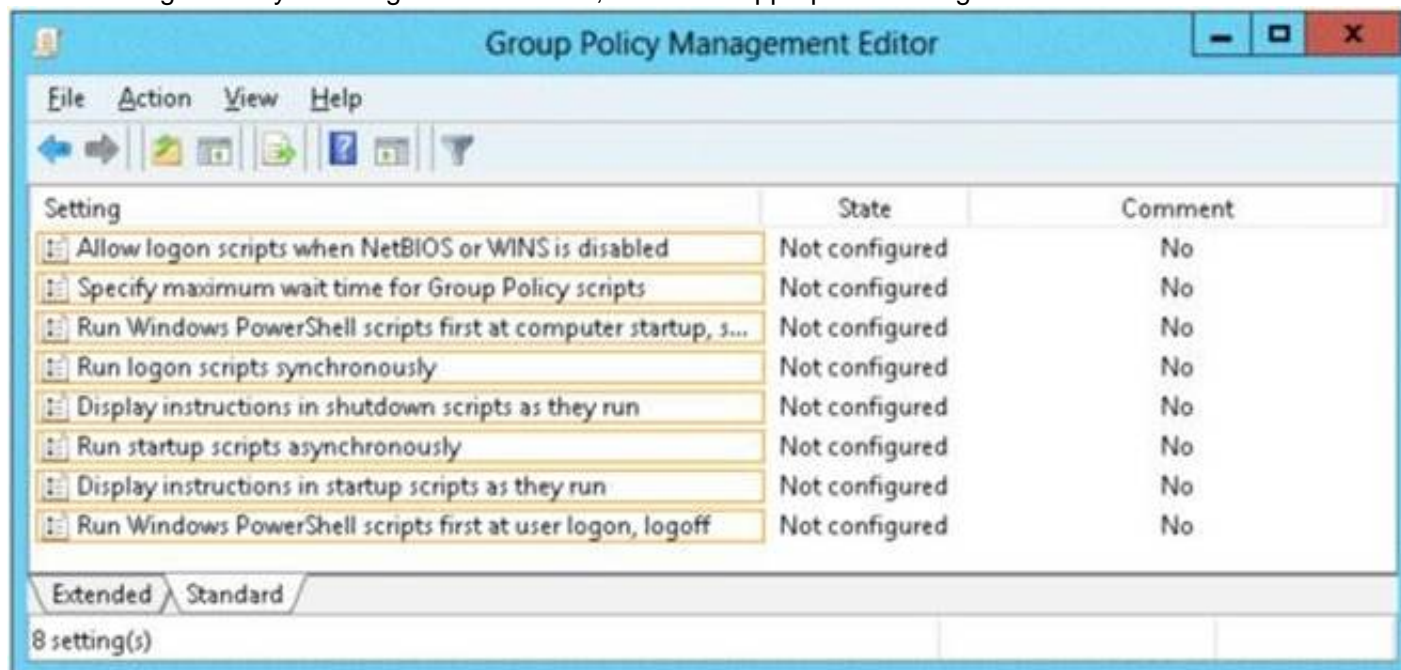 Group Policy Management Editor
File Action View Help
Setting State Comment
Allow logon scripts when NetBIOS or WINS is disabled Not configured No
Specify maximum wait time for Group Policy scripts Not configured No
Run Windows PowerShell scripts first at computer startup, s... Not configured No
Run logon scripts synchronously Not configured No
Display instructions in shutdown scripts as they run Not configured No
Run startup scripts asynchronously Not configured No
Display instructions in startup scripts as they run Not configured No
Run Windows PowerShell scripts first at user logon, logoff Not configured No
Extended Standard
8 setting(s)